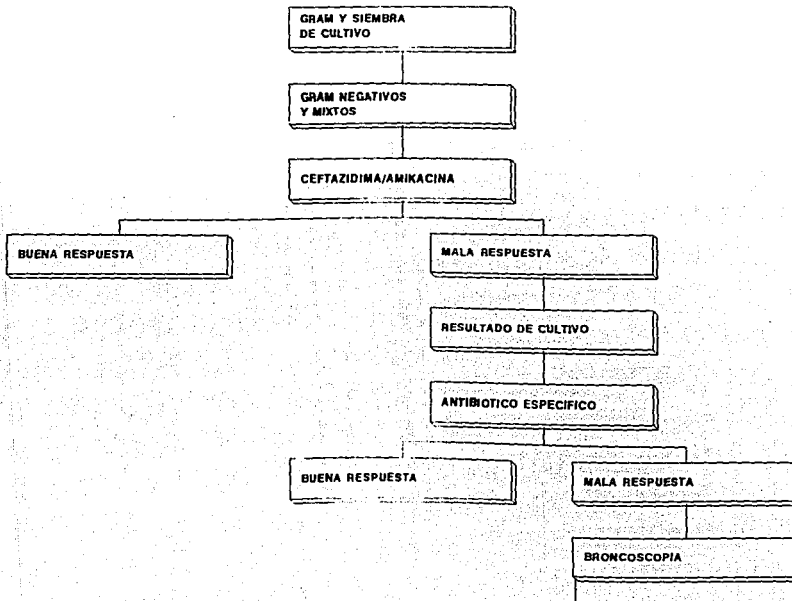 GRAM Y SIEMBRA
DE CULTIVO
GRAM NEGATIVOS
Y MIXTOS
CEFTAZIDIMA/AMIKACINA
BUENA RESPUESTA
MALA RESPUESTA
RESULTADO DE CULTIVO
ANTIBIOTICO ESPECIFICO
BUENA RESPUESTA
MALA RESPUESTA
BRONCOSCOPIA